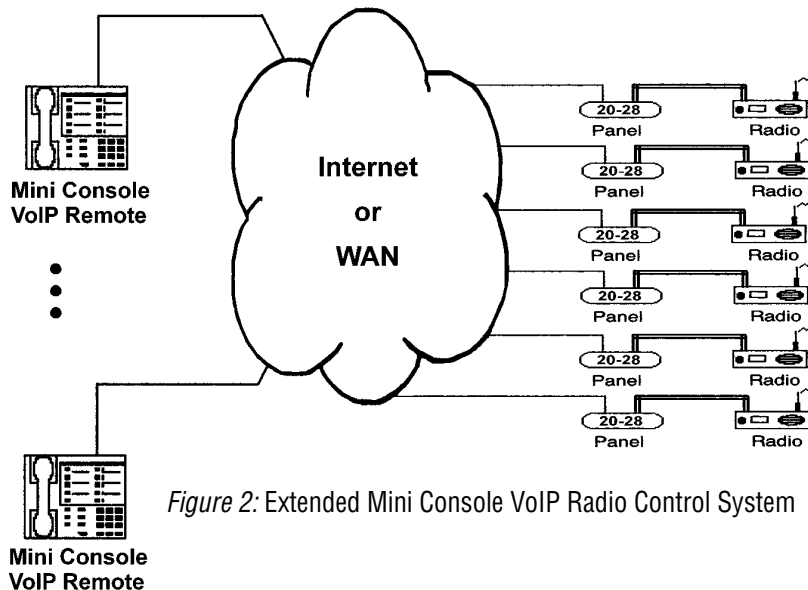 Mini Console
VoIP Remote
Internet
or
WAN
20-28
Panel
Radio
20-28
Panel
Radio
20-28
Panel
Radio
20-28
Panel
Radio
20-28
Panel
Radio
20-28
Panel
Radio
Figure 2: Extended Mini Console VoIP Radio Control System
Mini Console
VoIP Remote